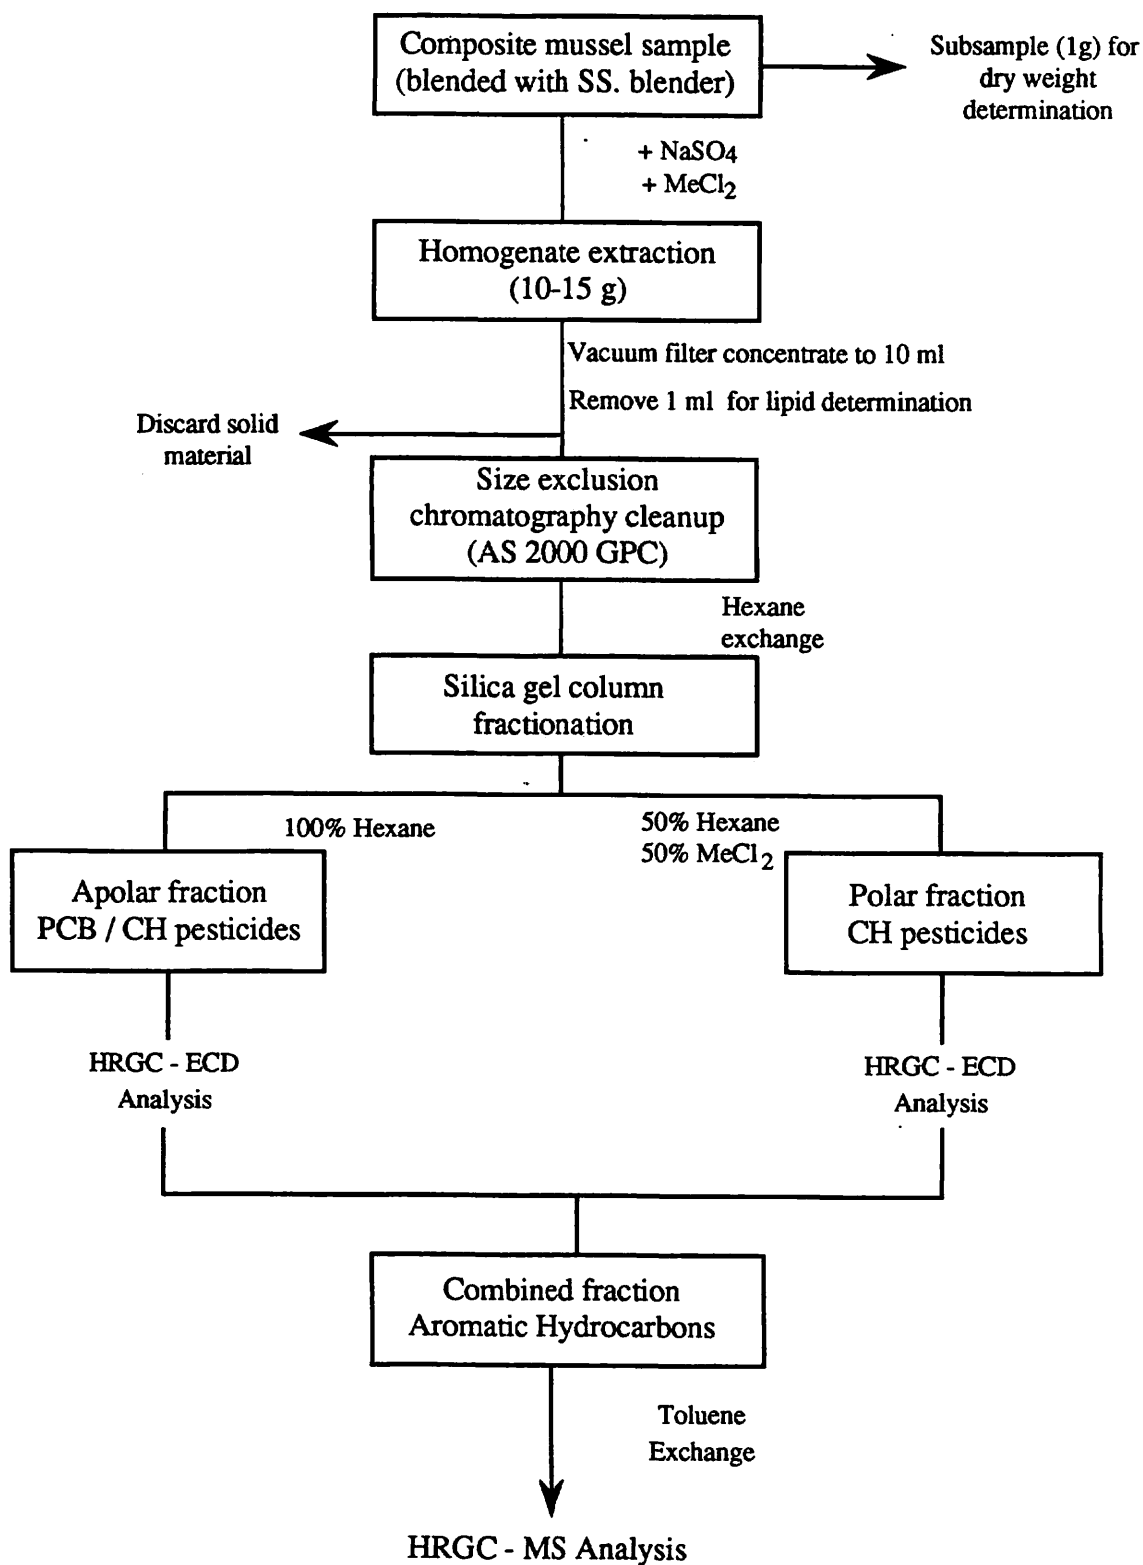 Composite mussel sample
(blended with SS. blender)
Subsample (1g) for
dry weight
determination
+ NaSO4
+ MeCl2
Homogenate extraction
(10-15 g)
Vacuum filter concentrate to 10 ml
Remove 1 ml for lipid determination
Discard solid
material
Size exclusion
chromatography cleanup
(AS 2000 GPC)
Hexane
exchange
Silica gel column
fractionation
100% Hexane
50% Hexane
50% MeCl2
Apolar fraction
PCB / CH pesticides
Polar fraction
CH pesticides
HRGC - ECD
Analysis
HRGC - ECD
Analysis
Combined fraction
Aromatic Hydrocarbons
Toluene
Exchange
HRGC - MS Analysis